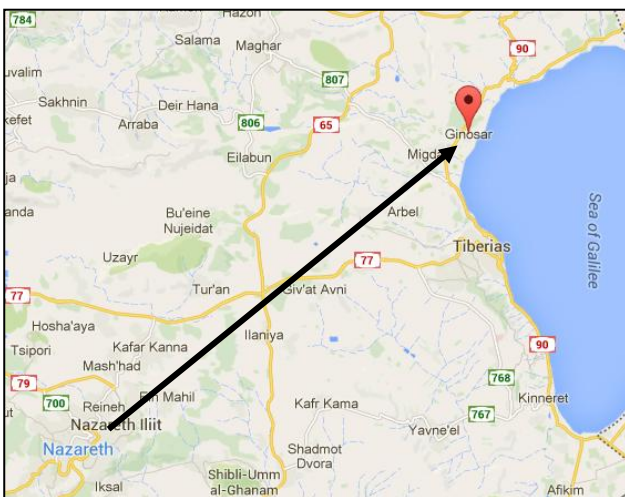 784
Hazon
90
Salama
Maghar
uvalim
807
Sakhnin
Deir Hana
kefet
Arraba
806
65
Ginosar
Eilabun
Migda
ja
anda
Bu'eine
Nujeidat
Arbel
Sea of Galilee
Uzayr
Tiberias
77
77
Tur'an
Giv'at Avni
Hosha'aya
Ilaniya
Tsipori
Kafar Kanna
90
Mash'had
79
768
700
Reineh
Ein Mahil
Kafr Kama
767
Kinneret
ut
Nazareth Iliit
Yavne'el
Nazareth
Shadmot
Dvora
Shibli-Umm
al-Ghanam
Iksal
Afikim